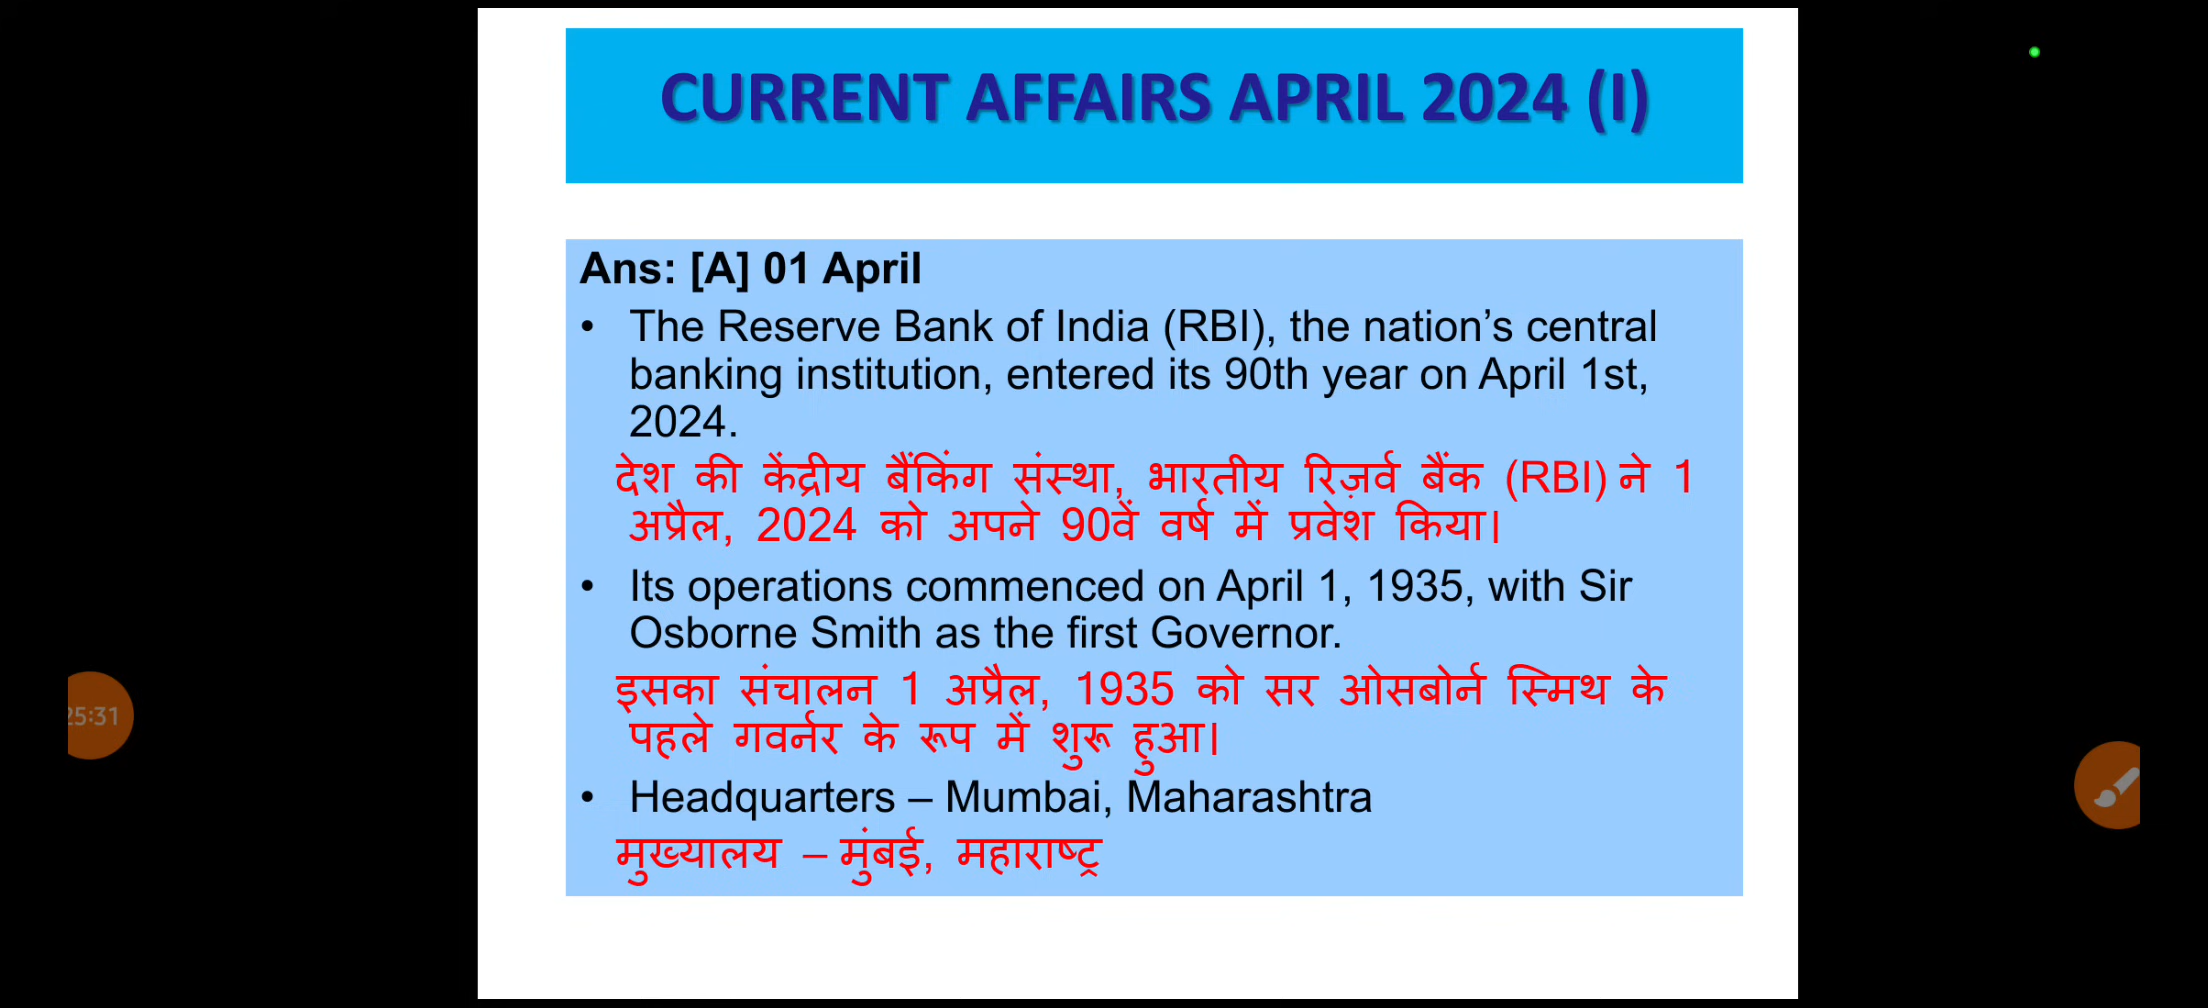 CURRENT AFFAIRS APRIL 2024 (I)
Ans: [A] 01 April
• The Reserve Bank of India (RBI), the nation’s central
banking institution, entered its 90th year on April 1st,
2024.
देश की केंद्रीय बैंकिंग संस्था, भारतीय रिज़र्व बैंक (RBI) ने 1
अप्रैल, 2024 को अपने 90वें वर्ष में प्रवेश किया।
• Its operations commenced on April 1, 1935, with Sir
Osborne Smith as the first Governor.
इसका संचालन 1 अप्रैल, 1935 को सर ओसबोर्न स्मिथ के
पहले गवर्नर के रूप में शुरू हुआ।
• Headquarters – Mumbai, Maharashtra
मुख्यालय – मुंबई, महाराष्ट्र
25:31